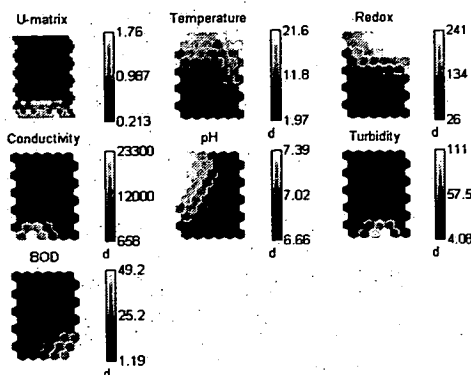 U-matrix
1.76
0.987
0.213
Temperature
21.6
11.8
1.97
d
Redox
241
134
26
d
Conductivity
23300
12000
658
d
pH
7.39
7.02
6.66
d
Turbidity
111
57.5
4.08
d
BOD
49.2
25.2
1.19
d